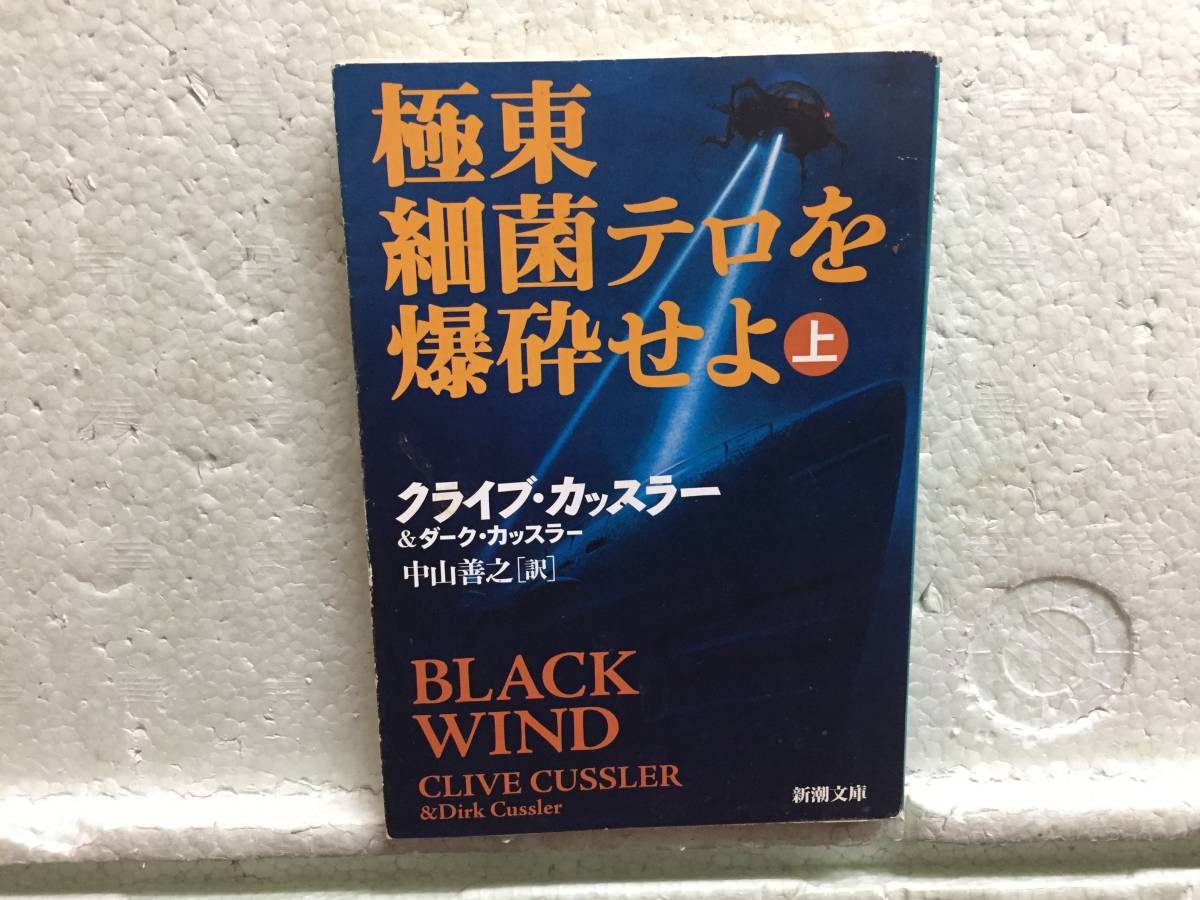 極東
細菌テロを
爆砕せよ上
クライブ・カッスラー
&ダーク・カッスラー
中山善之[訳]
BLACK
WIND
CLIVE CUSSLER
&Dirk Cussler
新潮文庫